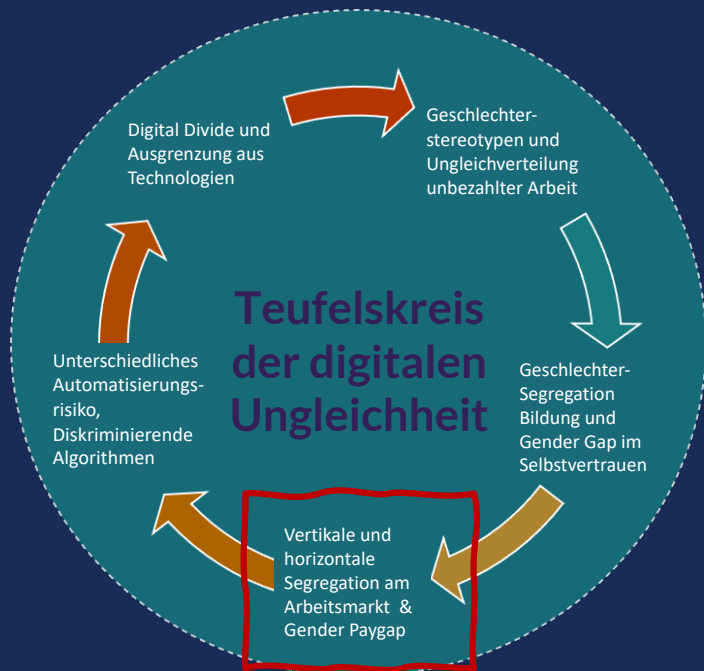 Digital Divide und
Ausgrenzung aus
Technologien
Geschlechter-
stereotypen und
Ungleichverteilung
unbezahlter Arbeit
Teufelskreis
der digitalen
Ungleichheit
Unterschiedliches
Automatisierungs-
risiko,
Diskriminierende
Algorithmen
Geschlechter-
Segregation
Bildung und
Gender Gap im
Selbstvertrauen
Vertikale und
horizontale
Segregation am
Arbeitsmarkt &
Gender Paygap